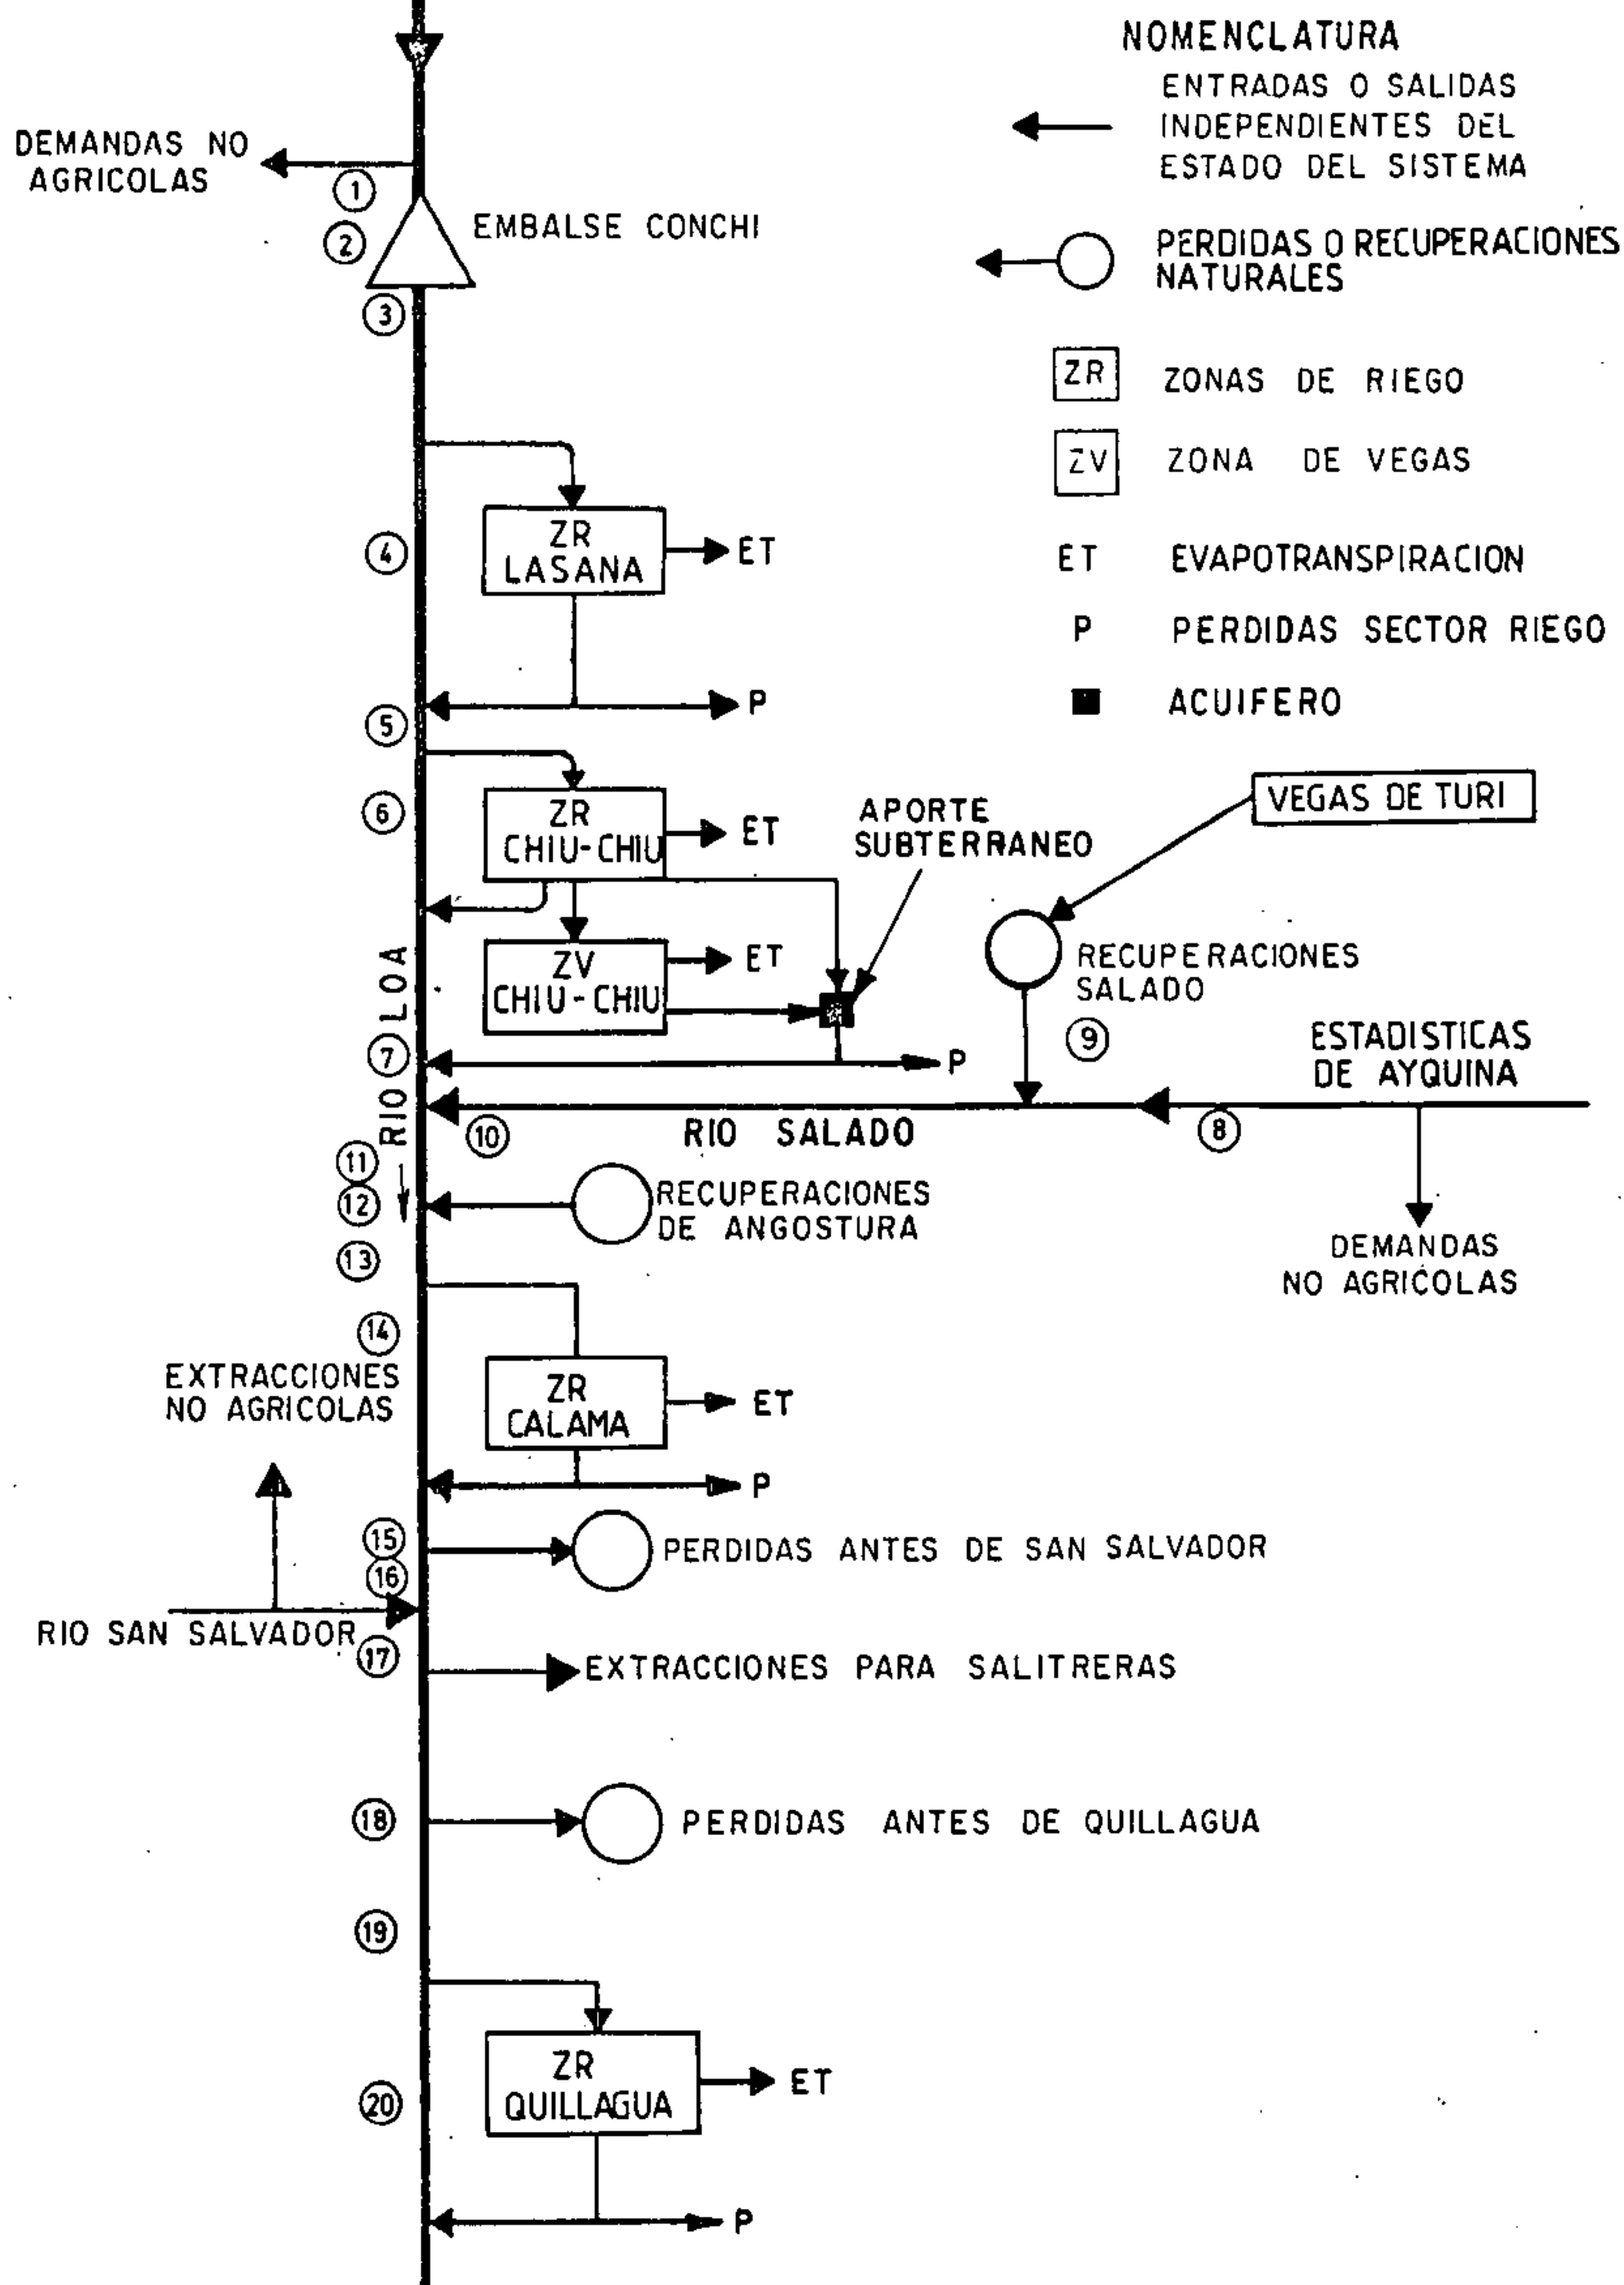 NOMENCLATURA
ENTRADAS O SALIDAS
INDEPENDIENTES DEL
ESTADO DEL SISTEMA
PERDIDAS O RECUPERACIONES
NATURALES
ZR ZONAS DE RIEGO
ZV ZONA DE VEGAS
ET EVAPOTRANSPIRACION
P PERDIDAS SECTOR RIEGO
ACUIFERO
DEMANDAS NO
AGRICOLAS
1
2
EMBALSE CONCHI
3
4
ZR
LASANA
ET
P
5
6
ZR
CHIU-CHIU
ET
APORTE
SUBTERRANEO
VEGAS DE TURI
ZV
CHIU-CHIU
ET
RECUPERACIONES
SALADO
9
RIO LOA
7
P
ESTADISTICAS
DE AYQUINA
8
10
RIO SALADO
11
12
RECUPERACIONES
DE ANGOSTURA
DEMANDAS
NO AGRICOLAS
13
14
EXTRACCIONES
NO AGRICOLAS
ZR
CALAMA
ET
P
15
PERDIDAS ANTES DE SAN SALVADOR
16
RIO SAN SALVADOR
17
EXTRACCIONES PARA SALITRERAS
18
PERDIDAS ANTES DE QUILLAGUA
19
ZR
QUILLAGUA
ET
20
P